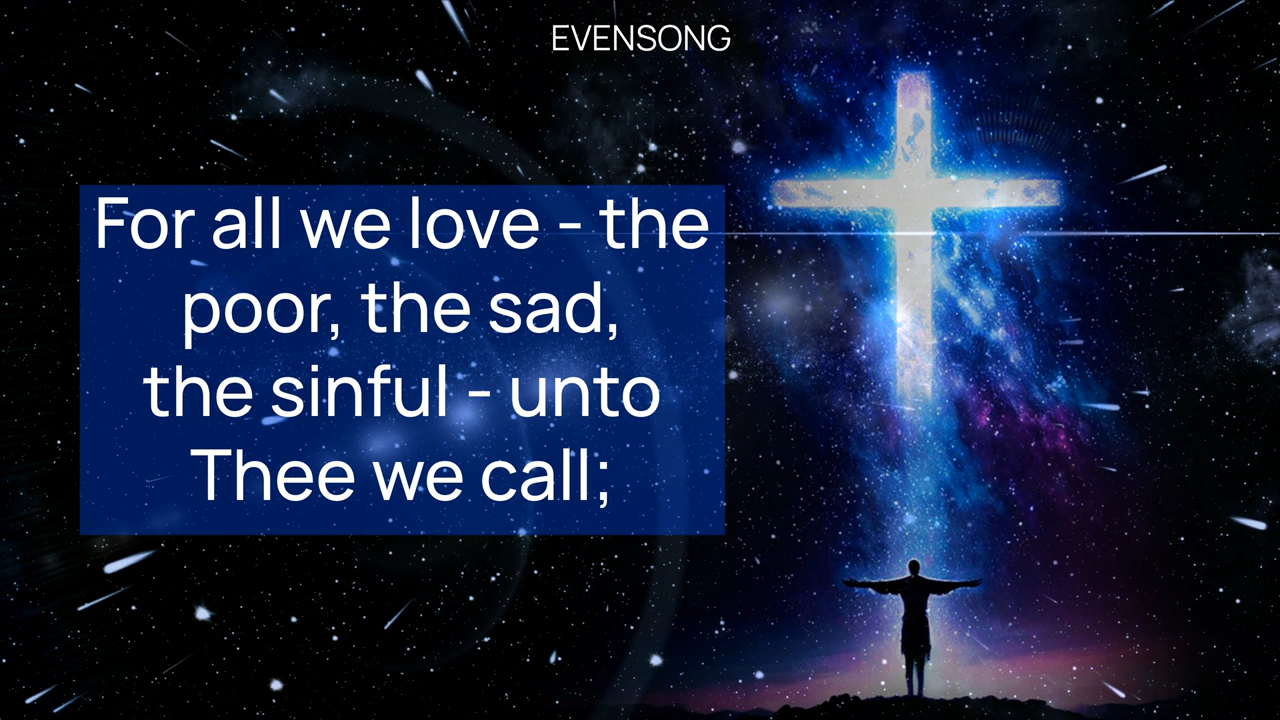 EVENSONG
For all we love - the
poor, the sad,
the sinful - unto
Thee we call;